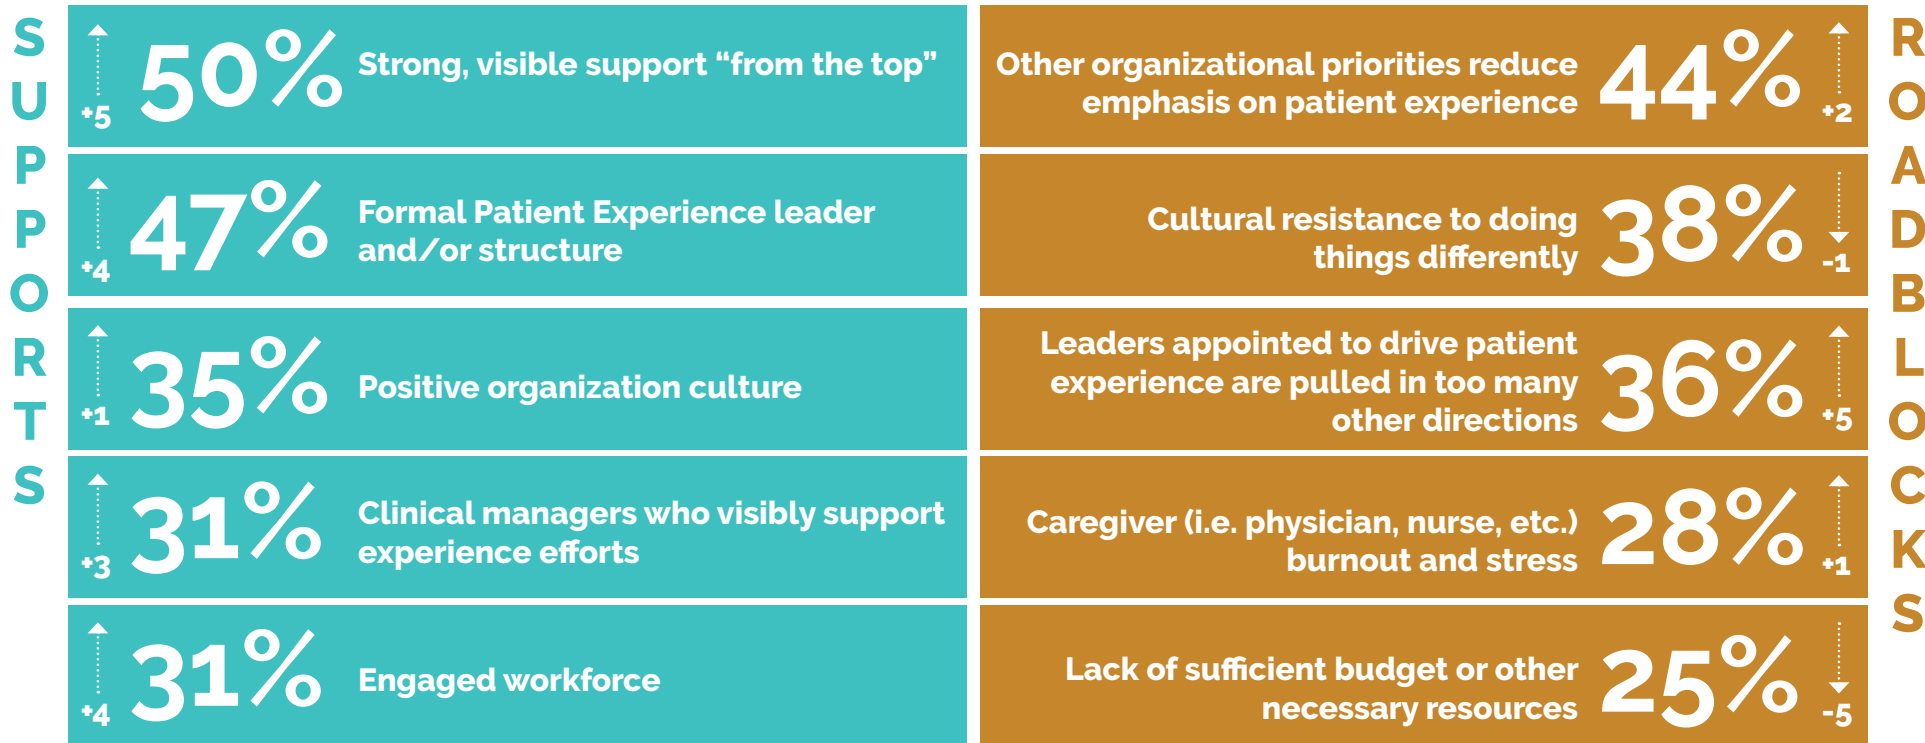 SUPPORTS
+5
50%
Strong, visible support “from the top”
+4
47%
Formal Patient Experience leader
and/or structure
+1
35%
Positive organization culture
+3
31%
Clinical managers who visibly support
experience efforts
+4
31%
Engaged workforce
Other organizational priorities reduce
emphasis on patient experience
44%
+2
Cultural resistance to doing
things differently
38%
-1
Leaders appointed to drive patient
experience are pulled in too many
other directions
36%
+5
Caregiver (i.e. physician, nurse, etc.)
burnout and stress
28%
+1
Lack of sufficient budget or other
necessary resources
25%
-5
ROADBLOCKS